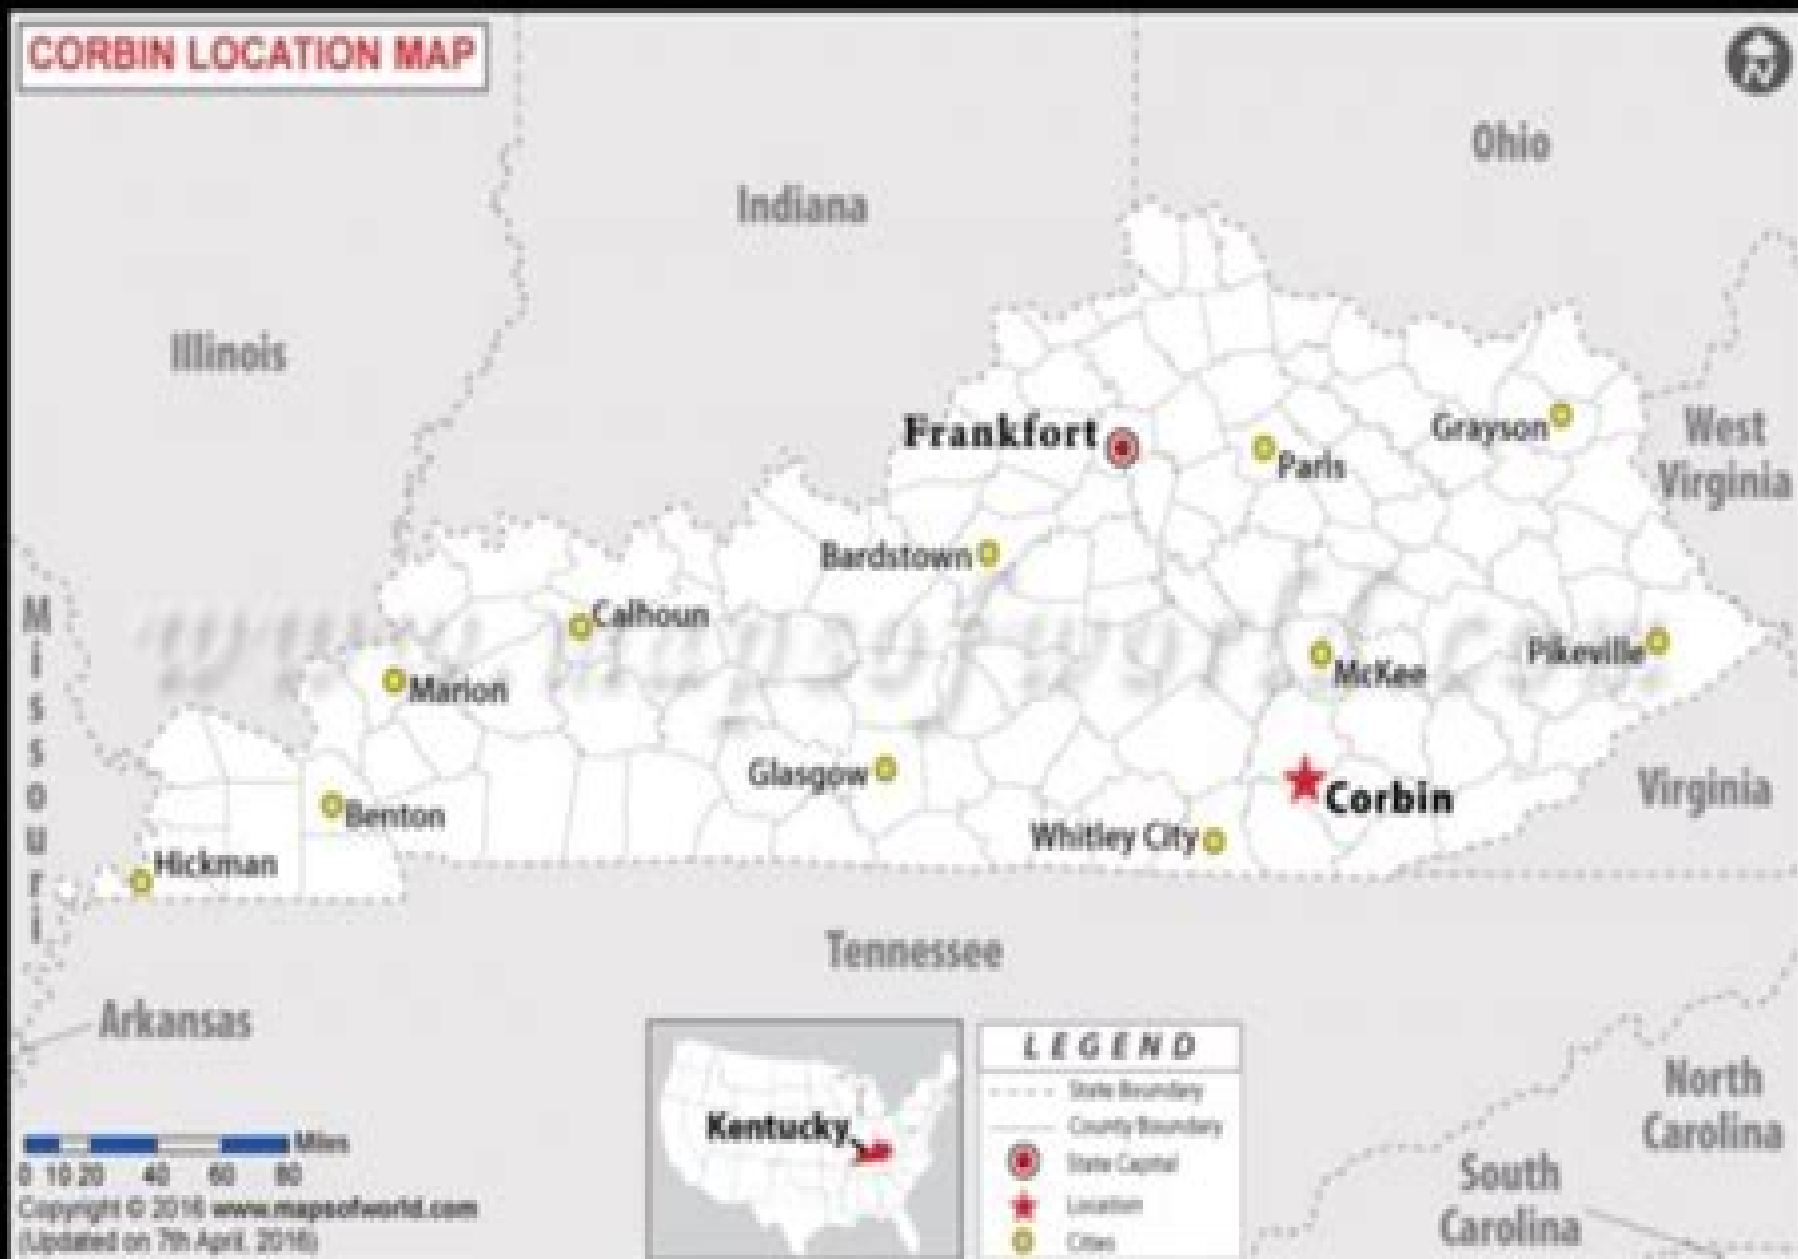 CORBIN LOCATION MAP
N
Ohio
Indiana
Illinois
Frankfort
Grayson
Paris
West
Virginia
Bardstown
Calhoun
Missouri
McKee
Pikeville
Marion
Glasgow
Corbin
Virginia
Benton
Whitley City
Hickman
Tennessee
Arkansas
LEGEND
State Boundary
County Boundary
State Capital
Location
Cities
Kentucky
North
Carolina
South
Carolina
Miles
0 10 20 40 60 80
Copyright © 2016 www.mapsofworld.com
(Updated on 7th April, 2016)